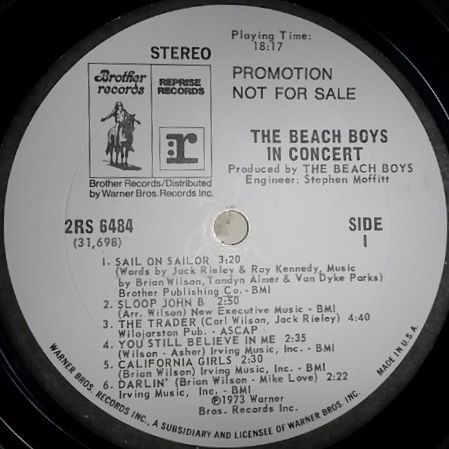 Playing Time:
18:17
STEREO
Brother
records
REPRISE
RECORDS
r
PROMOTION
NOT FOR SALE
THE BEACH BOYS
IN CONCERT
Produced by THE BEACH BOYS
Engineer: Stephen Moffitt
Brother Records/Distributed
by Warner Bros. Records Inc.
2RS 6484
(31,698)
SIDE
1
1. SAIL ON SAILOR 3:20
(Words by Jack Rieley & Ray Kennedy, Music
by Brian Wilson, Tandyn Almer & Van Dyke Parks)
Brother Publishing Co. - BMI
2. SLOOP JOHN B 2:50
(Arr. Wilson) New Executive Music - BMI
3. THE TRADER (Carl Wilson, Jack Rieley) 4:40
Wilojarston Pub. - ASCAP
4. YOU STILL BELIEVE IN ME 2:35
(Wilson - Asher) Irving Music, Inc. - BMI
5. CALIFORNIA GIRLS 2:30
(Brian Wilson) Irving Music, Inc. - BMI
6. DARLIN' (Brian Wilson - Mike Love) 2:22
Irving Music, Inc. - BMI
©1973 Warner
Bros. Records Inc.
WARNER BROS. RECORDS INC., A SUBSIDIARY AND LICENSEE OF WARNER BROS. INC.
MADE IN U.S.A.